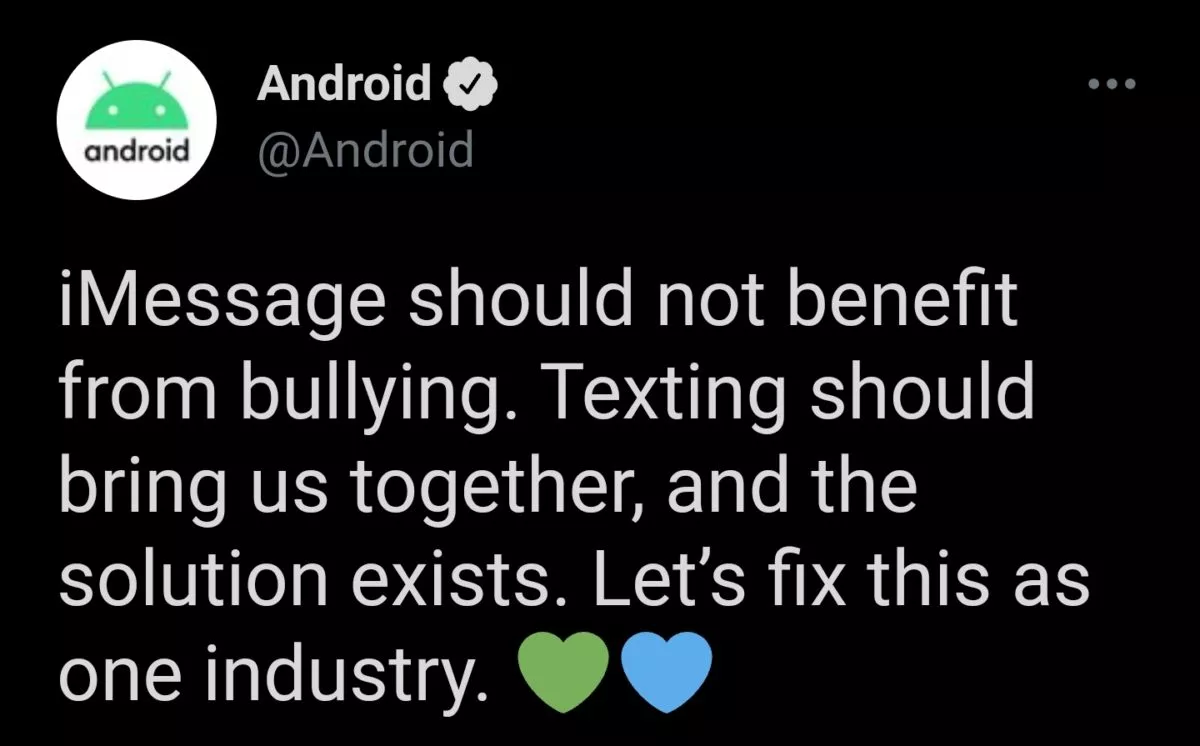 android
Android
@Android
iMessage should not benefit
from bullying. Texting should
bring us together, and the
solution exists. Let’s fix this as
one industry. 💚💙